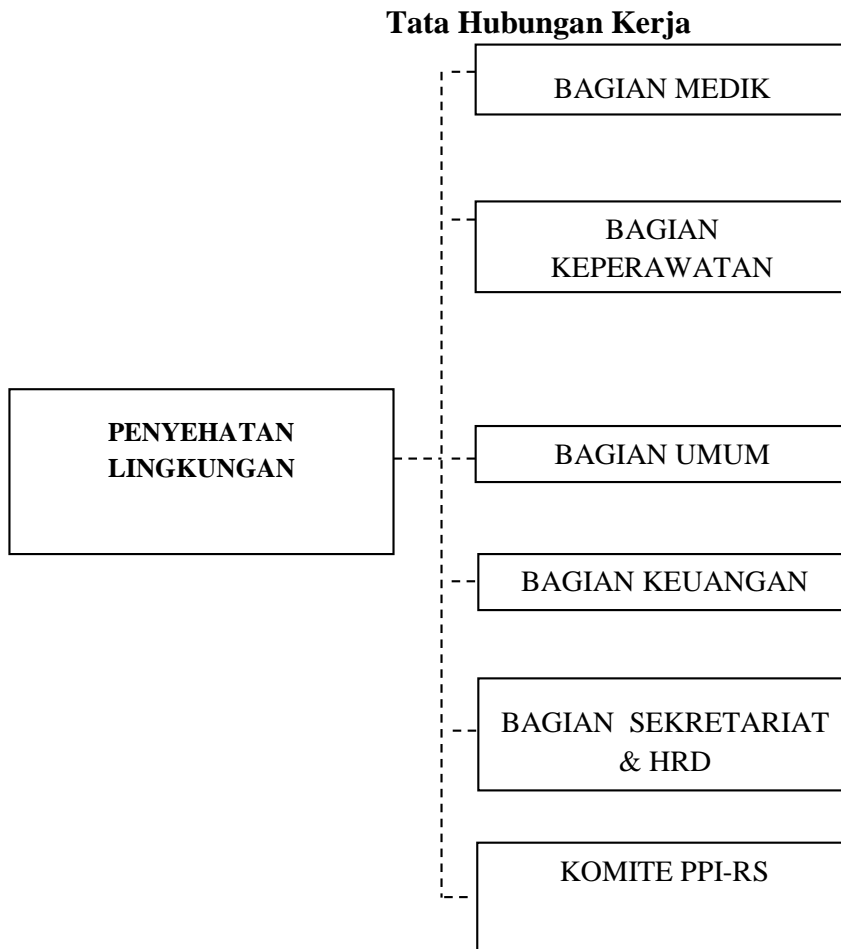 Tata Hubungan Kerja
BAGIAN MEDIK
BAGIAN
KEPERAWATAN
PENYEHATAN
LINGKUNGAN
BAGIAN UMUM
BAGIAN KEUANGAN
BAGIAN SEKRETARIAT
& HRD
KOMITE PPI-RS